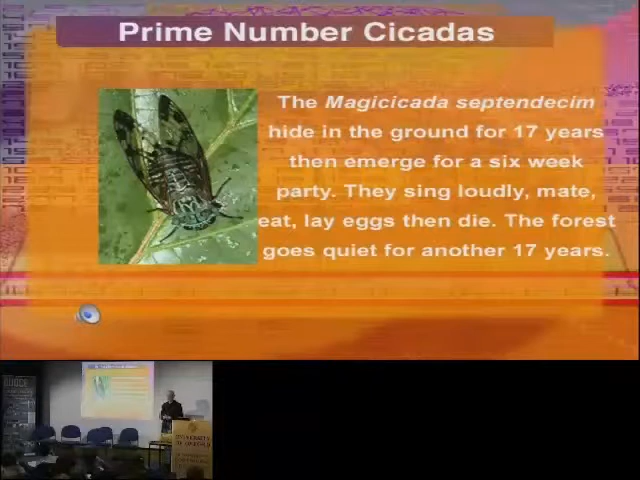 Prime Number Cicadas
The Magicicada septendecim
hide in the ground for 17 years
then emerge for a six week
party. They sing loudly, mate,
eat, lay eggs then die. The forest
goes quiet for another 17 years.